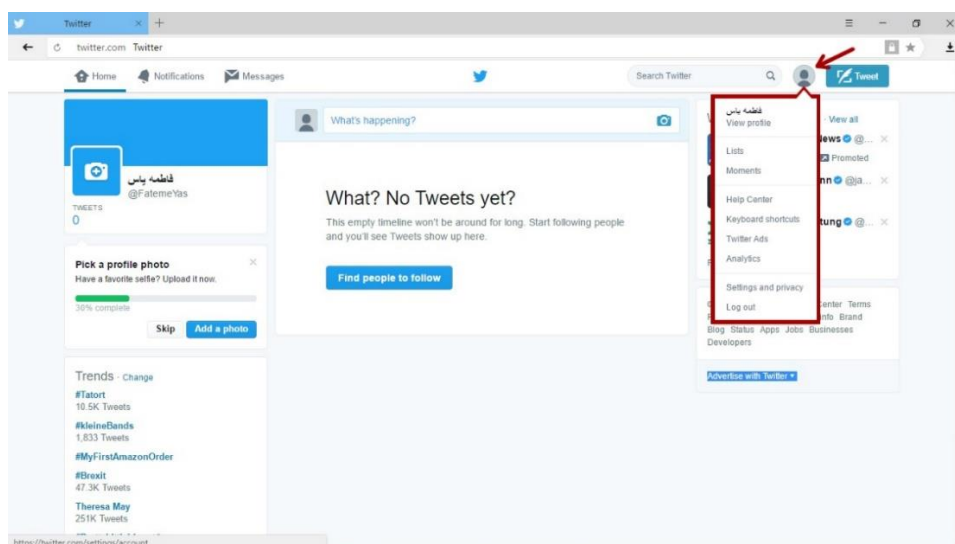 Twitter
twitter.com Twitter
Home Notifications Messages
Search Twitter
Tweet
فاطمه یاس
@FatemeYas
TWEETS
0
Pick a profile photo
Have a favorite selfie? Upload it now.
30% complete
Skip Add a photo
Trends · Change
#Tatort
10.5K Tweets
#kleineBands
1,833 Tweets
#MyFirstAmazonOrder
#Brexit
47.3K Tweets
Theresa May
251K Tweets
What's happening?
What? No Tweets yet?
This empty timeline won't be around for long. Start following people
and you'll see Tweets show up here.
Find people to follow
فاطمه یاس
View profile
Lists
Moments
Help Center
Keyboard shortcuts
Twitter Ads
Analytics
Settings and privacy
Log out
· View all
@...
Promoted
@ja...
@...
Terms
Brand
Blog Status Apps Jobs Businesses
Developers
Advertise with Twitter
https://twitter.com/settings/account